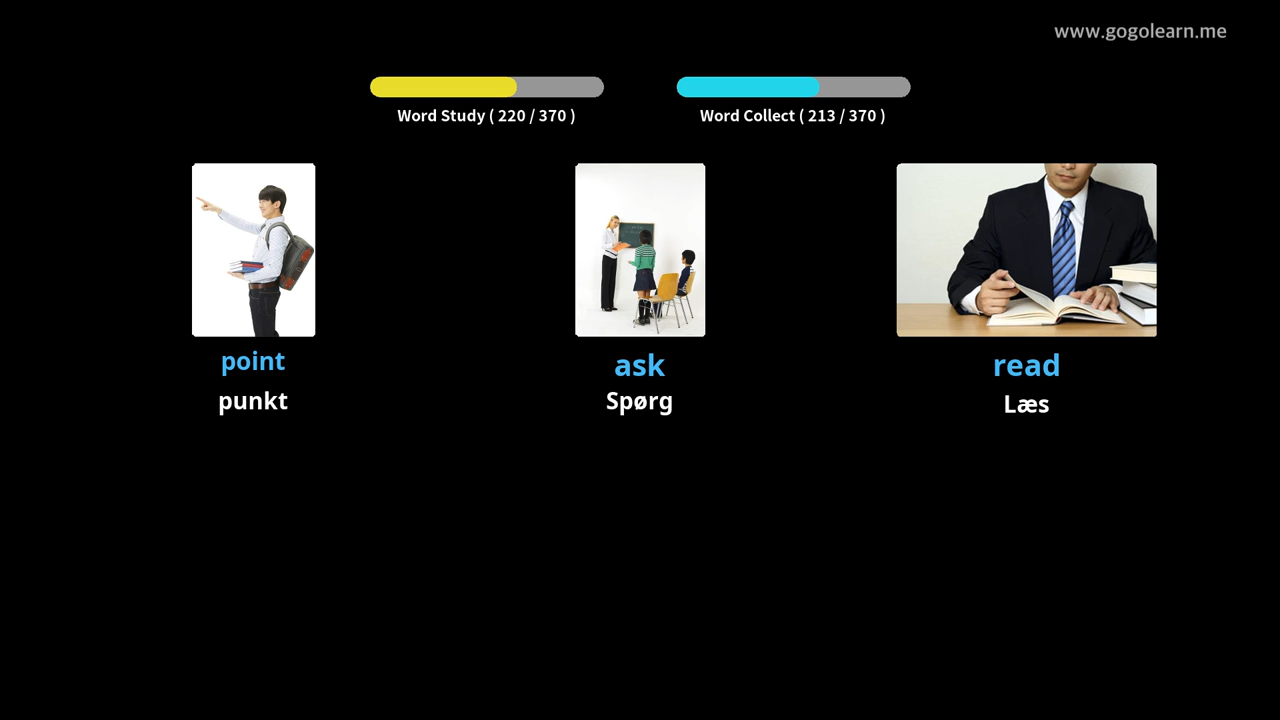 www.gogolearn.me
Word Study ( 220 / 370 )
Word Collect ( 213 / 370 )
point
punkt
ask
Spørg
read
Læs